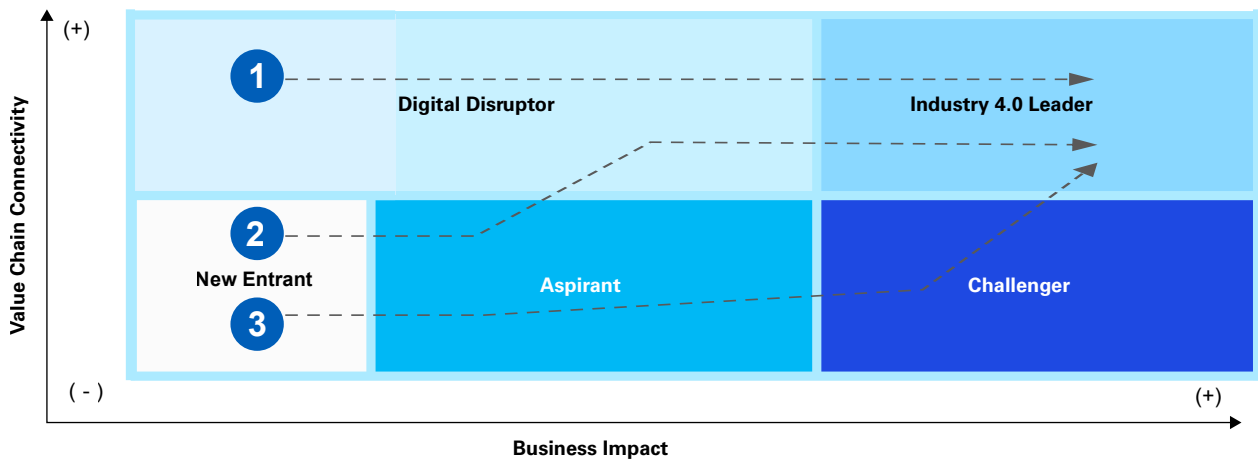 (+)
1
Digital Disruptor
Industry 4.0 Leader
Value Chain Connectivity
2
New Entrant
Aspirant
Challenger
3
( - )
(+)
Business Impact